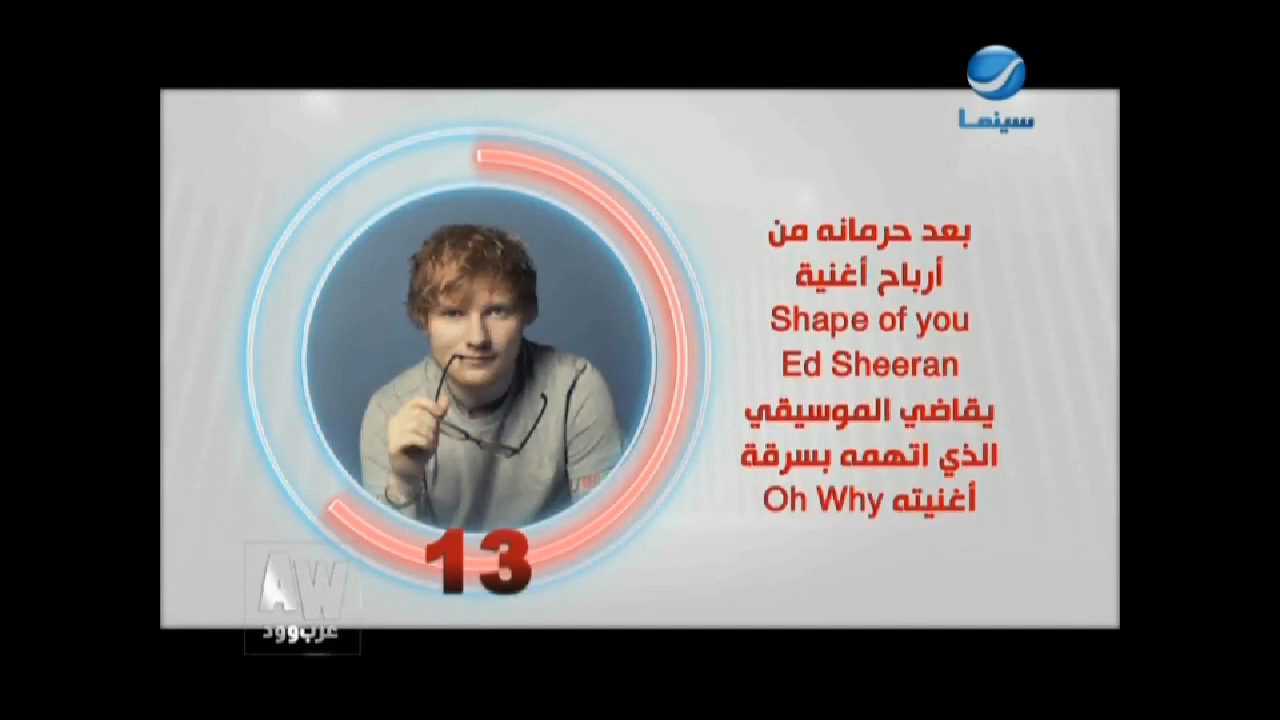 سينما
بعد حرمانه من
أرباح أغنية
Shape of you
Ed Sheeran
يقاضي الموسيقي
الذي اتهمه بسرقة
أغنيته Oh Why
13
AW
عرب وود